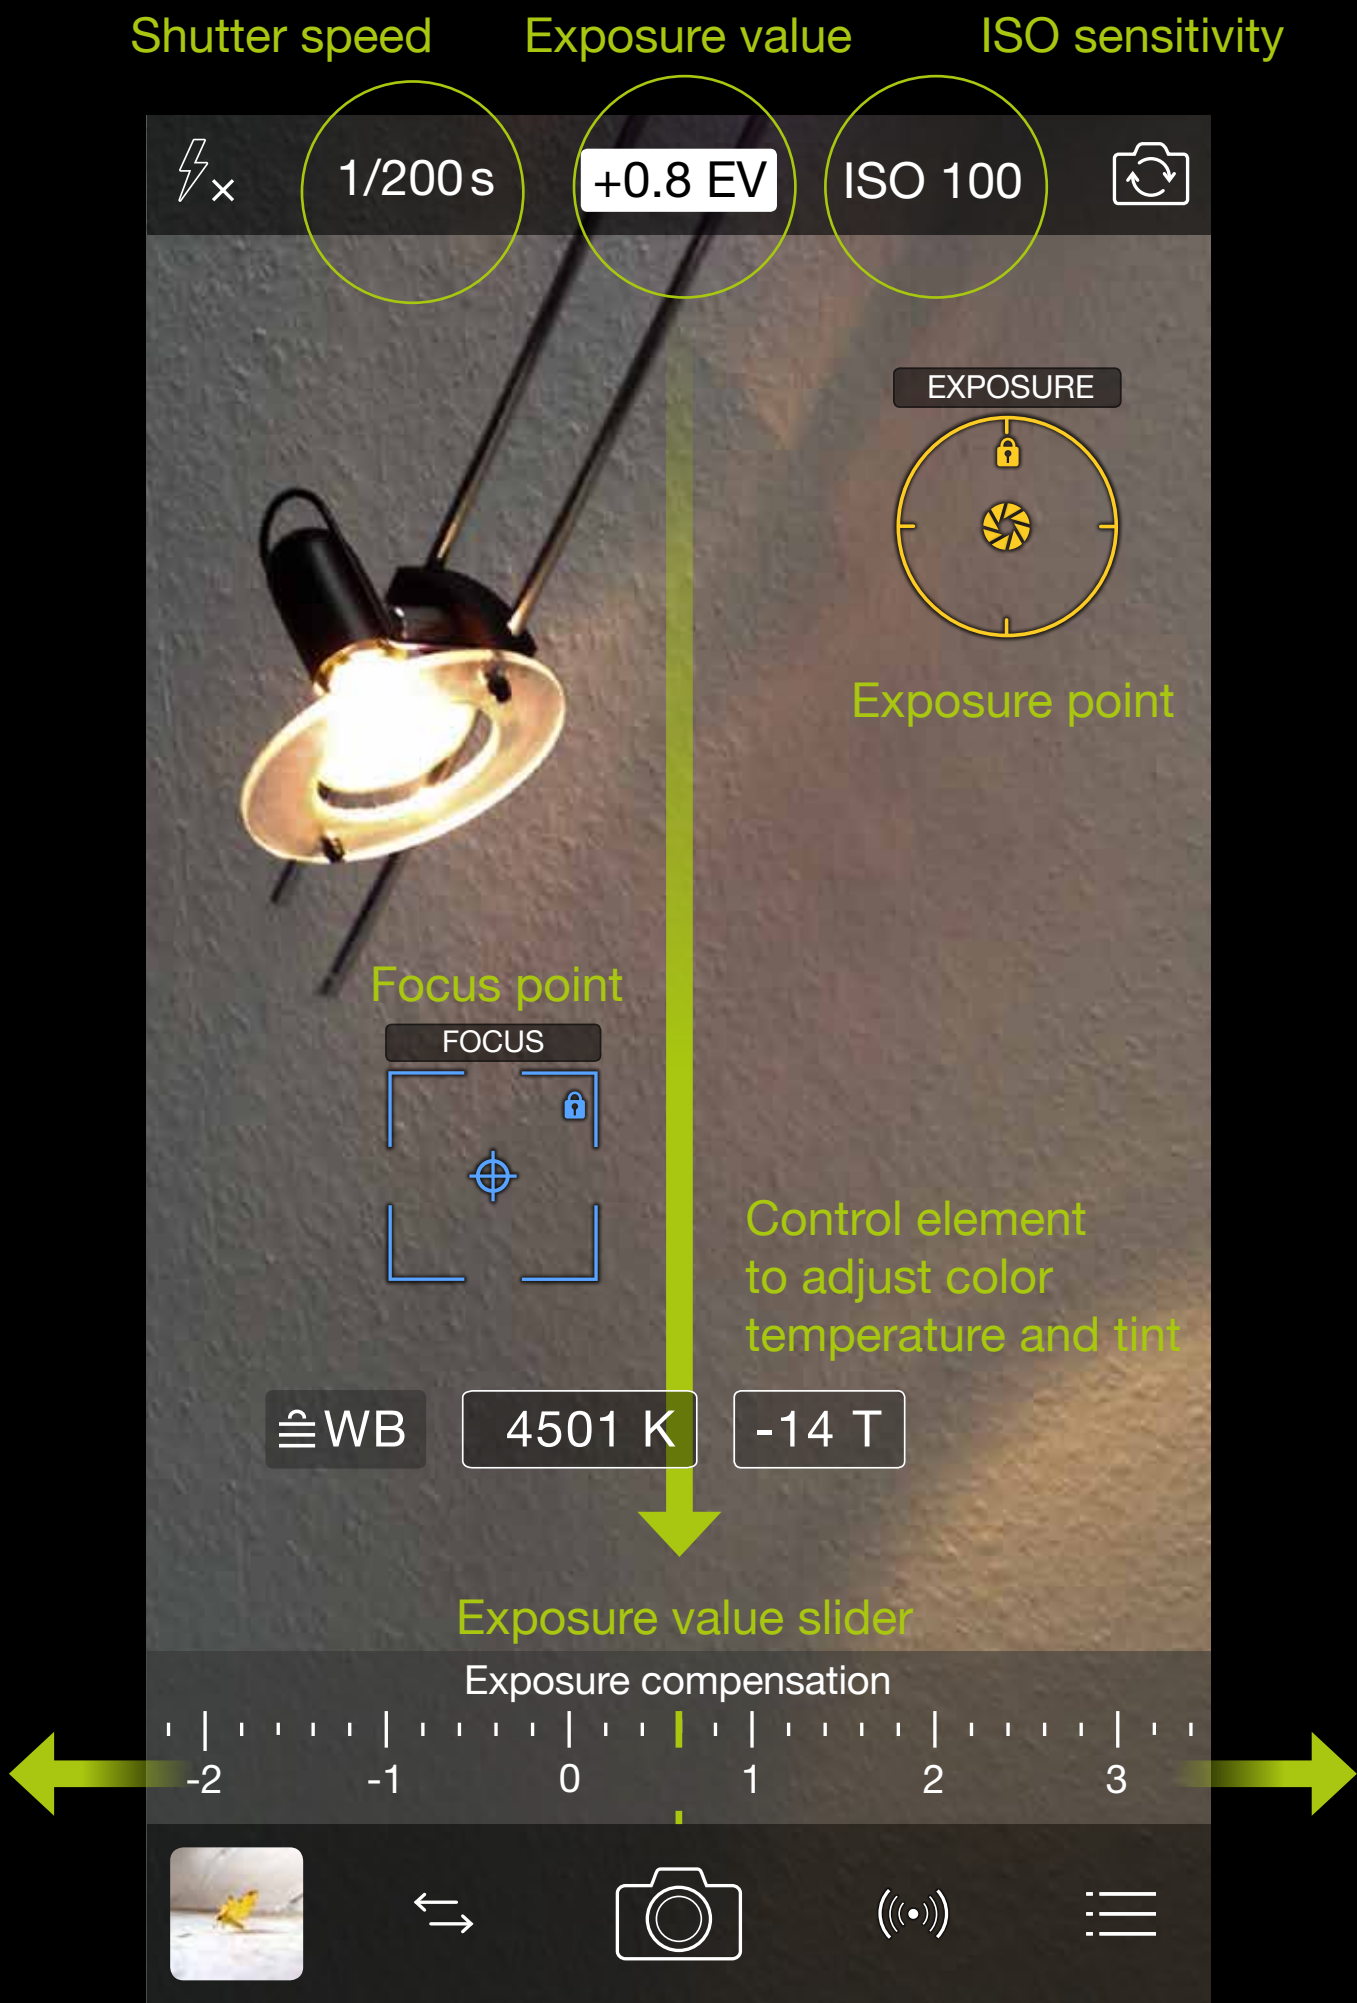 Shutter speed Exposure value ISO sensitivity
1/200 s +0.8 EV ISO 100
EXPOSURE
Exposure point
Focus point
FOCUS
Control element
to adjust color
temperature and tint
WB 4501 K -14 T
Exposure value slider
Exposure compensation
-2 -1 0 1 2 3